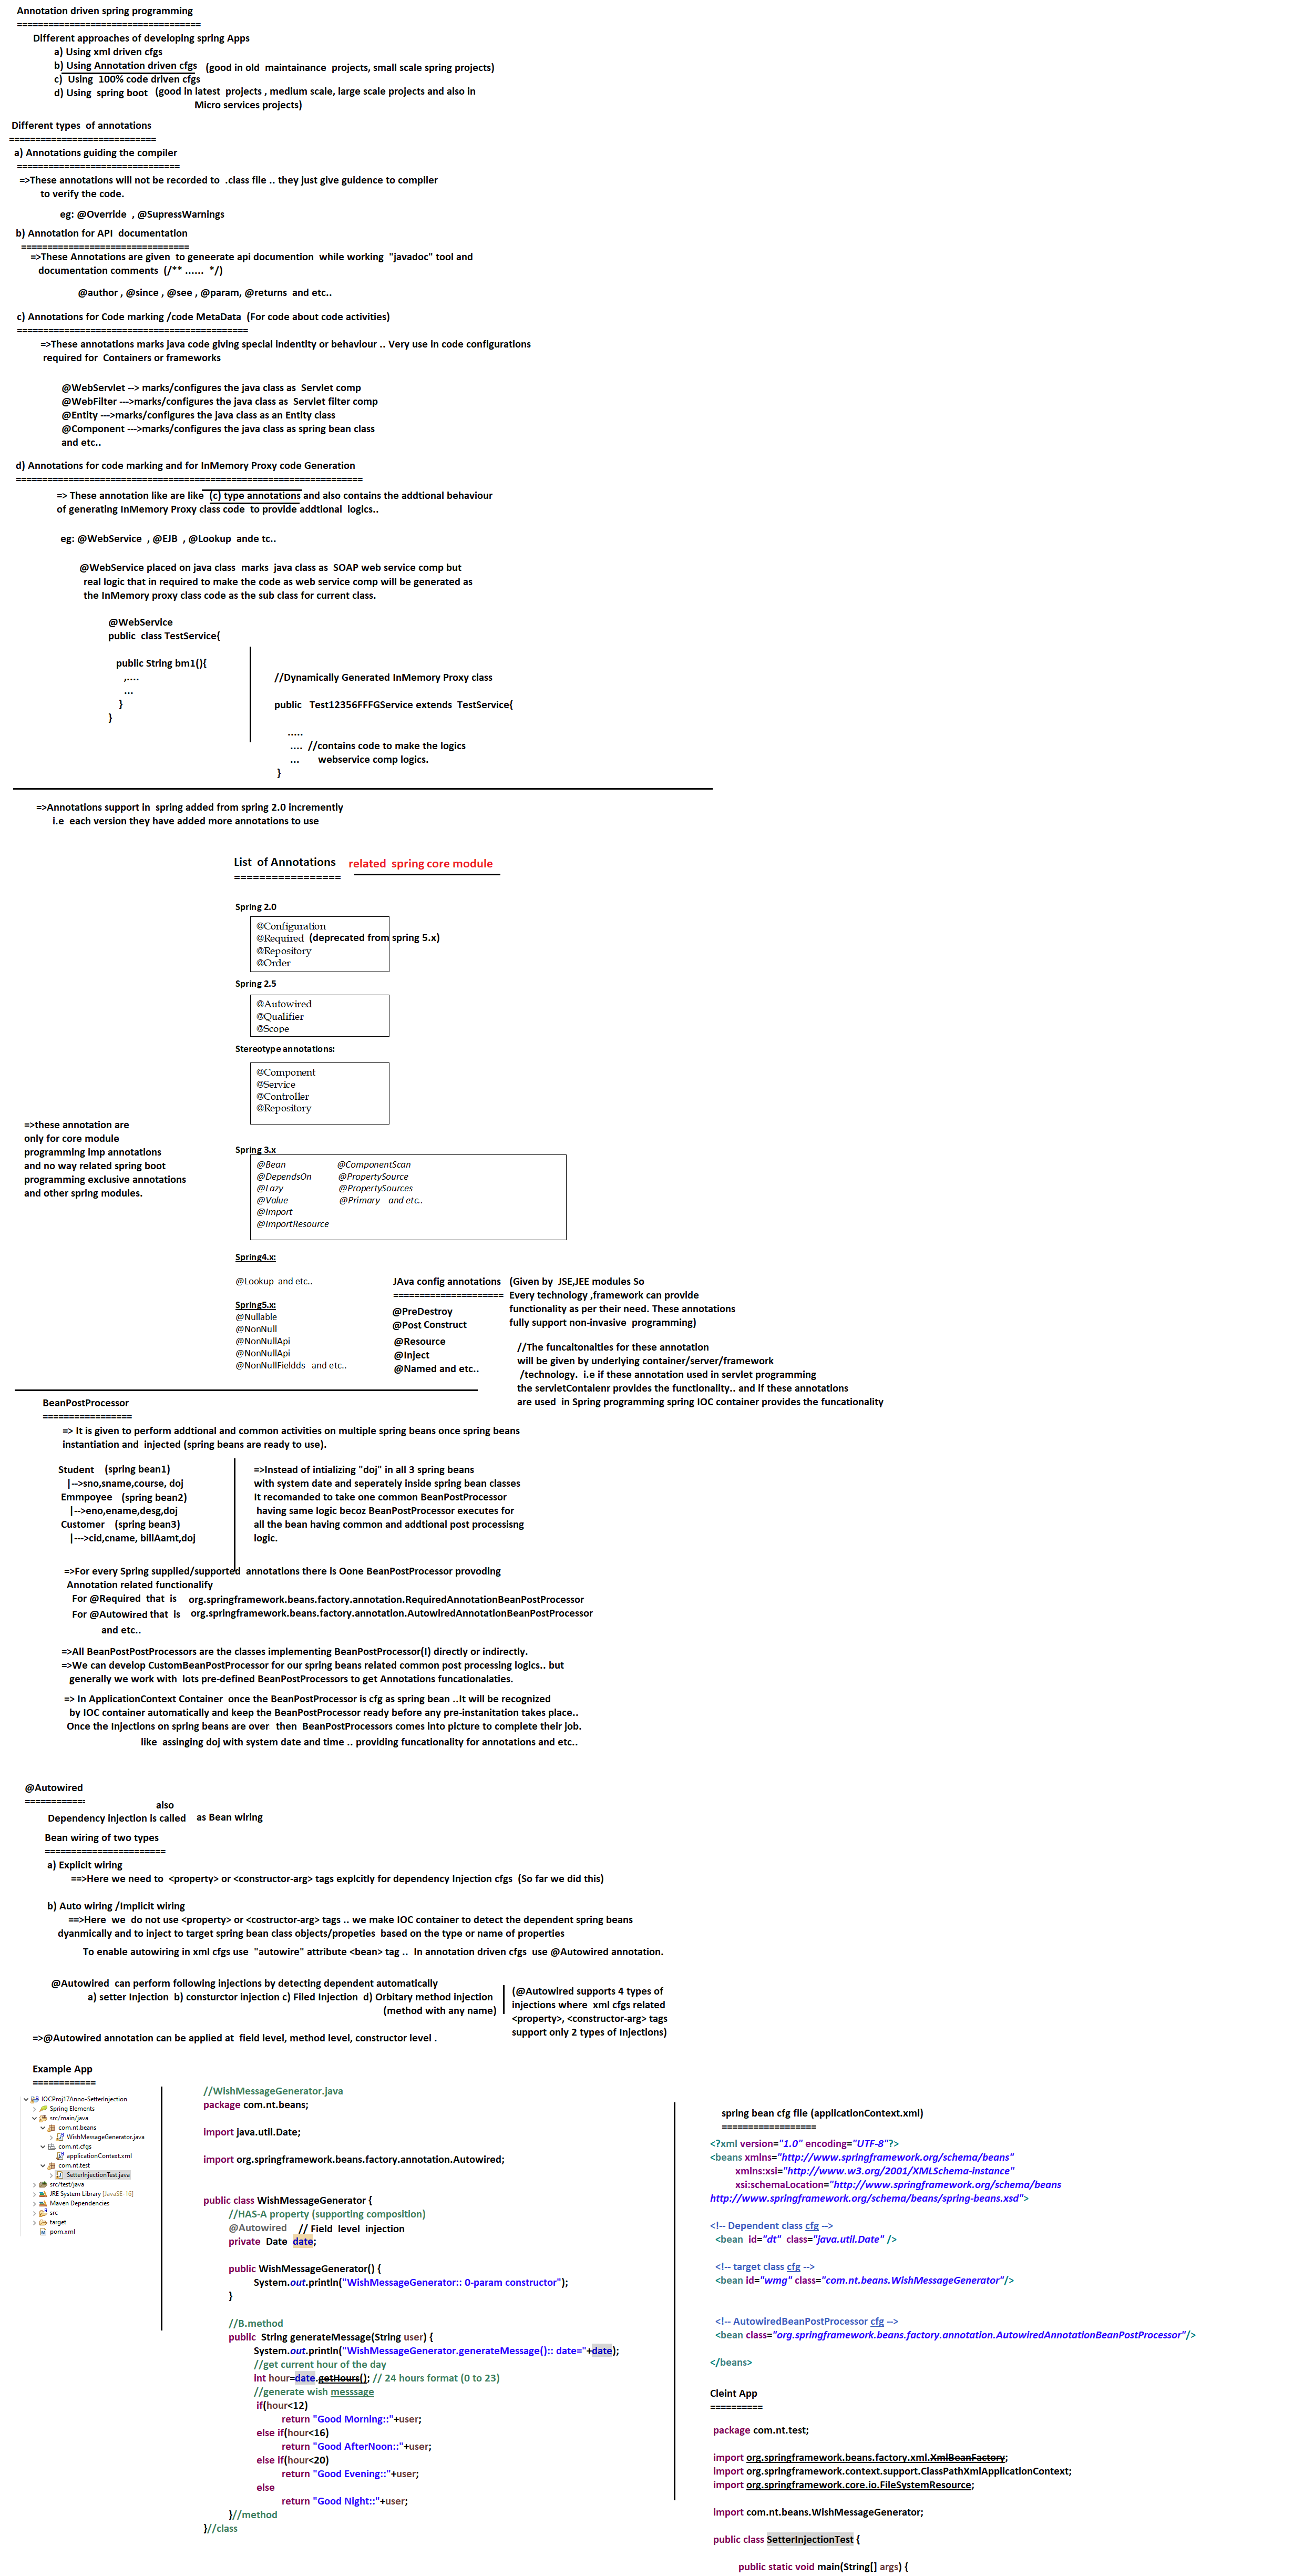 Annotation driven spring programming
===================================
Different approaches of developing spring Apps
a) Using xml driven cfgs
b) Using Annotation driven cfgs (good in old maintainance projects, small scale spring projects)
c) Using 100% code driven cfgs
d) Using spring boot (good in latest projects , medium scale, large scale projects and also in
Micro services projects)
Different types of annotations
============================
a) Annotations guiding the compiler
===============================
=>These annotations will not be recorded to .class file .. they just give guidence to compiler
to verify the code.
eg: @Override , @SupressWarnings
b) Annotation for API documentation
================================
=>These Annotations are given to geneerate api documention while working "javadoc" tool and
documentation comments (/** ...... */)
@author , @since , @see , @param, @returns and etc..
c) Annotations for Code marking /code MetaData (For code about code activities)
============================================
=>These annotations marks java code giving special indentity or behaviour .. Very use in code configurations
required for Containers or frameworks
@WebServlet --> marks/configures the java class as Servlet comp
@WebFilter --->marks/configures the java class as Servlet filter comp
@Entity --->marks/configures the java class as an Entity class
@Component --->marks/configures the java class as spring bean class
and etc..
d) Annotations for code marking and for InMemory Proxy code Generation
==================================================================
=> These annotation like are like (c) type annotations and also contains the addtional behaviour
of generating InMemory Proxy class code to provide addtional logics..
eg: @WebService , @EJB , @Lookup ande tc..
@WebService placed on java class marks java class as SOAP web service comp but
real logic that in required to make the code as web service comp will be generated as
the InMemory proxy class code as the sub class for current class.
@WebService
public class TestService{
public String bm1(){
,....
...
}
}
//Dynamically Generated InMemory Proxy class
public Test12356FFFGService extends TestService{
.....
.... //contains code to make the logics
... webservice comp logics.
}
=>Annotations support in spring added from spring 2.0 incremently
i.e each version they have added more annotations to use
List of Annotations related spring core module
=================
Spring 2.0
@Configuration
@Required (deprecated from spring 5.x)
@Repository
@Order
Spring 2.5
@Autowired
@Qualifier
@Scope
Stereotype annotations:
@Component
@Service
@Controller
@Repository
=>these annotation are
only for core module
programming imp annotations
and no way related spring boot
programming exclusive annotations
and other spring modules.
Spring 3.x
@Bean @ComponentScan
@DependsOn @PropertySource
@Lazy @PropertySources
@Value @Primary and etc..
@Import
@ImportResource
Spring4.x:
@Lookup and etc..
Spring5.x:
@Nullable
@NonNull
@NonNullApi
@NonNullApi
@NonNullFieldds and etc..
JAva config annotations (Given by JSE,JEE modules So
===================== Every technology ,framework can provide
functionality as per their need. These annotations
fully support non-invasive programming)
@PreDestroy
@Post Construct
@Resource
@Inject
@Named and etc..
//The funcaitonalties for these annotation
will be given by underlying container/server/framework
/technology. i.e if these annotation used in servlet programming
the servletContaienr provides the functionality.. and if these annotations
are used in Spring programming spring IOC container provides the funcationality
BeanPostProcessor
=================
=> It is given to perform addtional and common activities on multiple spring beans once spring beans
instantiation and injected (spring beans are ready to use).
Student (spring bean1)
|-->sno,sname,course, doj
Emmpoyee (spring bean2)
|-->eno,ename,desg,doj
Customer (spring bean3)
|--->cid,cname, billAamt,doj
=>Instead of intializing "doj" in all 3 spring beans
with system date and seperately inside spring bean classes
It recomanded to take one common BeanPostProcessor
having same logic becoz BeanPostProcessor executes for
all the bean having common and addtional post processisng
logic.
=>For every Spring supplied/supported annotations there is Oone BeanPostProcessor provoding
Annotation related functionalify
For @Required that is org.springframework.beans.factory.annotation.RequiredAnnotationBeanPostProcessor
For @Autowired that is org.springframework.beans.factory.annotation.AutowiredAnnotationBeanPostProcessor
and etc..
=>All BeanPostPostProcessors are the classes implementing BeanPostProcessor(I) directly or indirectly.
=>We can develop CustomBeanPostProcessor for our spring beans related common post processing logics.. but
generally we work with lots pre-defined BeanPostProcessors to get Annotations funcationalaties.
=> In ApplicationContext Container once the BeanPostProcessor is cfg as spring bean ..It will be recognized
by IOC container automatically and keep the BeanPostProcessor ready before any pre-instanitation takes place..
Once the Injections on spring beans are over then BeanPostProcessors comes into picture to complete their job.
like assinging doj with system date and time .. providing funcationality for annotations and etc..
@Autowired
============
also
Dependency injection is called as Bean wiring
Bean wiring of two types
=======================
a) Explicit wiring
==>Here we need to <property> or <constructor-arg> tags explcitly for dependency Injection cfgs (So far we did this)
b) Auto wiring /Implicit wiring
==>Here we do not use <property> or <costructor-arg> tags .. we make IOC container to detect the dependent spring beans
dyanmically and to inject to target spring bean class objects/propeties based on the type or name of properties
To enable autowiring in xml cfgs use "autowire" attribute <bean> tag .. In annotation driven cfgs use @Autowired annotation.
@Autowired can perform following injections by detecting dependent automatically
a) setter Injection b) consturctor injection c) Filed Injection d) Orbitary method injection
(method with any name)
(@Autowired supports 4 types of
injections where xml cfgs related
<property>, <constructor-arg> tags
support only 2 types of Injections)
=>@Autowired annotation can be applied at field level, method level, constructor level .
Example App
============
IOCProj17Anno-SetterInjection
Spring Elements
src/main/java
com.nt.beans
WishMessageGenerator.java
com.nt.cfgs
applicationContext.xml
com.nt.test
SetterInjectionTest.java
src/test/java
JRE System Library [JavaSE-16]
Maven Dependencies
src
target
pom.xml
//WishMessageGenerator.java
package com.nt.beans;
import java.util.Date;
import org.springframework.beans.factory.annotation.Autowired;
public class WishMessageGenerator {
//HAS-A property (supporting composition)
@Autowired // Field level injection
private Date date;
public WishMessageGenerator() {
System.out.println("WishMessageGenerator:: 0-param constructor");
}
//B.method
public String generateMessage(String user) {
System.out.println("WishMessageGenerator.generateMessage():: date="+date);
//get current hour of the day
int hour=date.getHours(); // 24 hours format (0 to 23)
//generate wish messsage
if(hour<12)
return "Good Morning::"+user;
else if(hour<16)
return "Good AfterNoon::"+user;
else if(hour<20)
return "Good Evening::"+user;
else
return "Good Night::"+user;
}//method
}//class
spring bean cfg file (applicationContext.xml)
==================
<?xml version="1.0" encoding="UTF-8"?>
<beans xmlns="http://www.springframework.org/schema/beans"
xmlns:xsi="http://www.w3.org/2001/XMLSchema-instance"
xsi:schemaLocation="http://www.springframework.org/schema/beans
http://www.springframework.org/schema/beans/spring-beans.xsd">
<!-- Dependent class cfg -->
<bean id="dt" class="java.util.Date" />
<!-- target class cfg -->
<bean id="wmg" class="com.nt.beans.WishMessageGenerator"/>
<!-- AutowiredBeanPostProcessor cfg -->
<bean class="org.springframework.beans.factory.annotation.AutowiredAnnotationBeanPostProcessor"/>
</beans>
Cleint App
==========
package com.nt.test;
import org.springframework.beans.factory.xml.XmlBeanFactory;
import org.springframework.context.support.ClassPathXmlApplicationContext;
import org.springframework.core.io.FileSystemResource;
import com.nt.beans.WishMessageGenerator;
public class SetterInjectionTest {
public static void main(String[] args) {